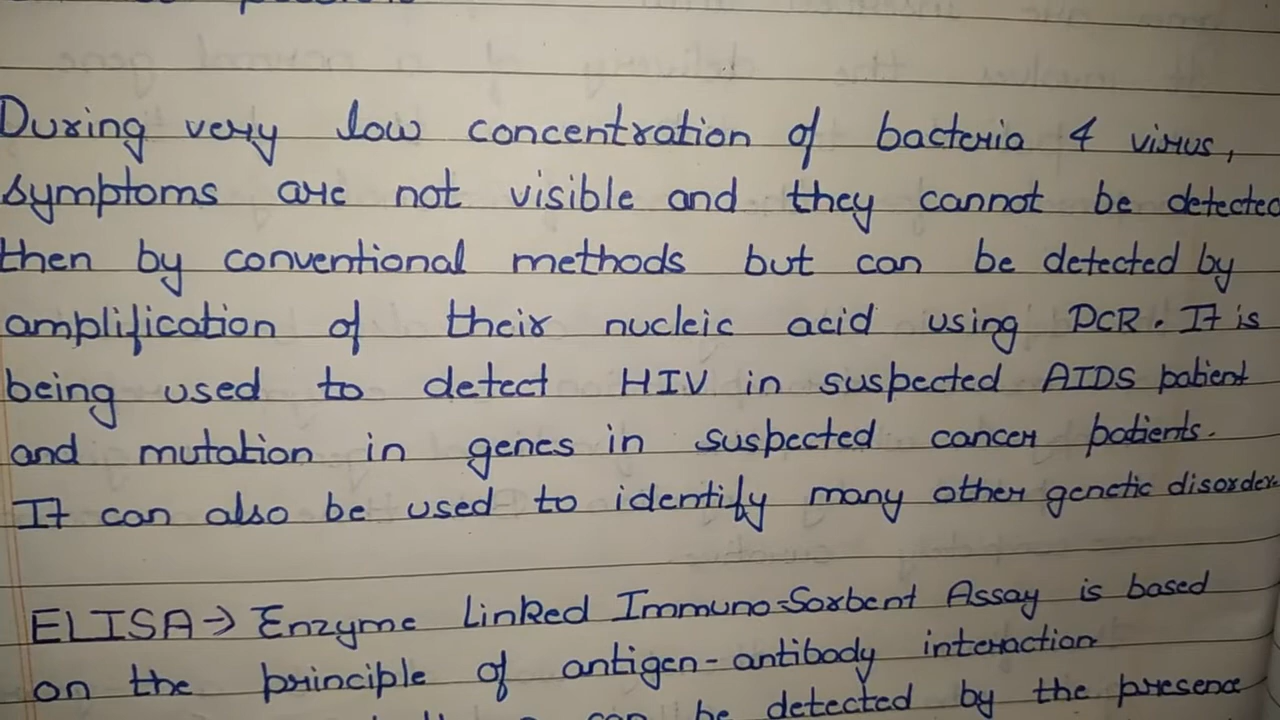 During very low concentration of bacteria & virus,
symptoms are not visible and they cannot be detected
then by conventional methods but can be detected by
amplification of their nucleic acid using PCR. It is
being used to detect HIV in suspected AIDS patient
and mutation in genes in suspected cancer patients.
It can also be used to identify many other genetic disorder
ELISA → Enzyme Linked Immuno-Sorbent Assay is based
on the principle of antigen-antibody interaction
can be detected by the presence